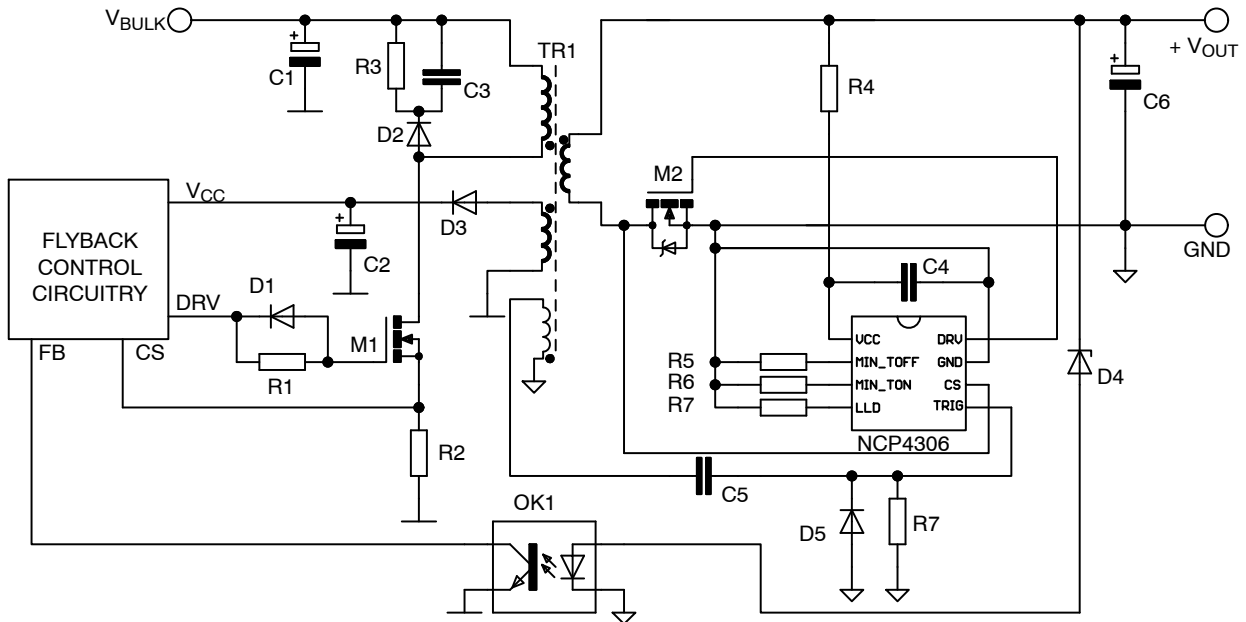 V_BULK
+
C1
R3
C3
D2
TR1
R4
+
C6
+ V_OUT
M2
GND
FLYBACK
CONTROL
CIRCUITRY
V_CC
D3
+
C2
DRV
D1
R1
M1
FB
CS
R2
C4
VCC
MIN_TOFF
MIN_TON
LLD
DRV
GND
CS
TRIG
R5
R6
R7
NCP4306
D4
C5
D5
R7
OK1